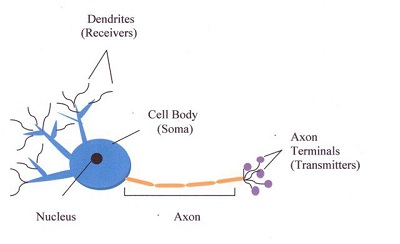 Dendrites
(Receivers)
Cell Body
(Soma)
Axon
Terminals
(Transmitters)
Nucleus
Axon